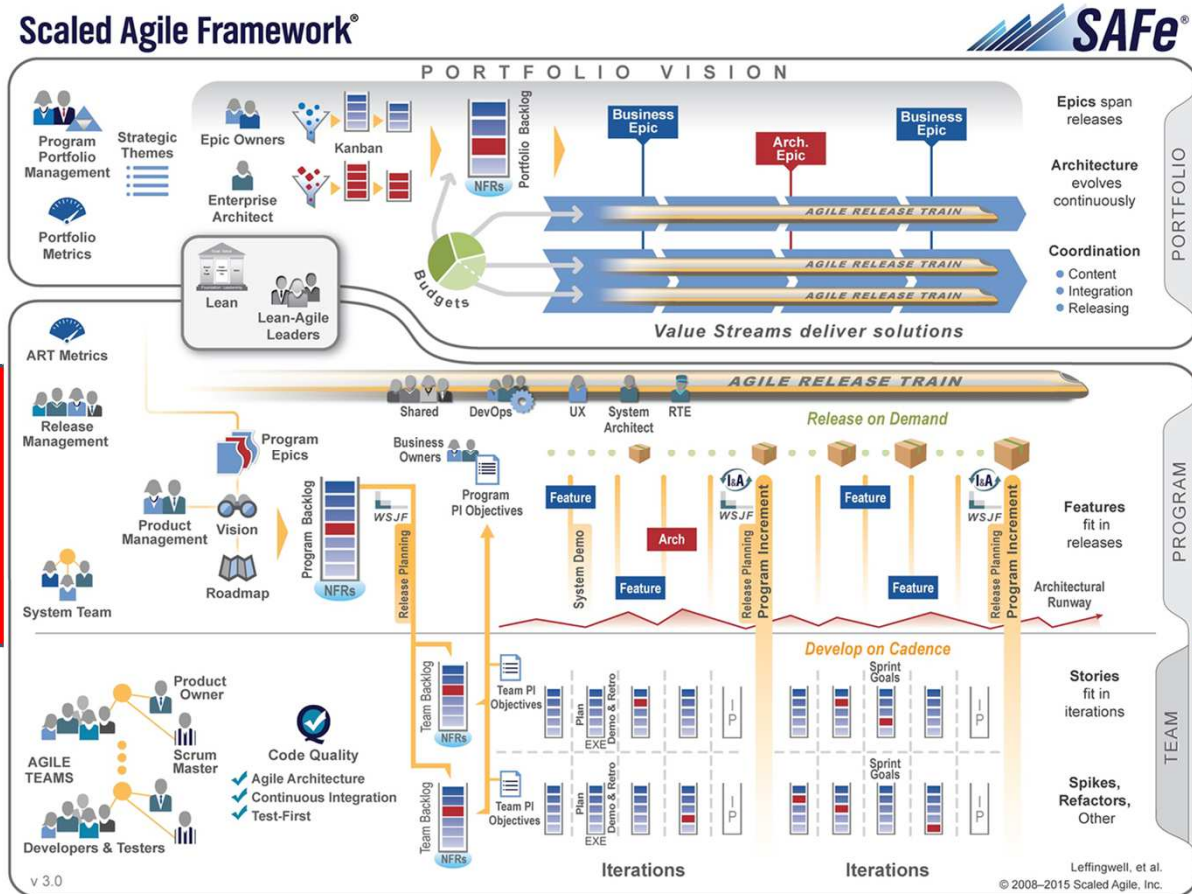 Scaled Agile Framework®
SAFe®
PORTFOLIO VISION
Program
Portfolio
Management
Strategic
Themes
Portfolio
Metrics
Epic Owners
Enterprise
Architect
Kanban
NFRs
Portfolio Backlog
Business
Epic
Arch.
Epic
Business
Epic
AGILE RELEASE TRAIN
AGILE RELEASE TRAIN
AGILE RELEASE TRAIN
Value Streams deliver solutions
Budgets
Epics span
releases
Architecture
evolves
continuously
Coordination
Content
Integration
Releasing
PORTFOLIO
Lean
Lean-Agile
Leaders
ART Metrics
Release
Management
AGILE RELEASE TRAIN
Shared
DevOps
UX
System
Architect
RTE
Release on Demand
Program
Epics
Product
Management
Vision
Roadmap
System Team
Program Backlog
NFRs
WSJF
Release Planning
Business
Owners
Program
PI Objectives
Feature
System Demo
Feature
Arch
I&A
WSJF
Release Planning
Program Increment
Feature
Feature
I&A
WSJF
Release Planning
Program Increment
Features
fit in
releases
Architectural
Runway
PROGRAM
Develop on Cadence
AGILE
TEAMS
Product
Owner
Scrum
Master
Developers & Testers
Code Quality
Agile Architecture
Continuous Integration
Test-First
Team Backlog
NFRs
Team PI
Objectives
Plan
EXE
Demo & Retro
I P
Sprint
Goals
I P
Stories
fit in
iterations
Team Backlog
NFRs
Team PI
Objectives
Plan
EXE
Demo & Retro
I P
Sprint
Goals
I P
Spikes,
Refactors,
Other
TEAM
Iterations
Iterations
v 3.0
Leffingwell, et al.
© 2008–2015 Scaled Agile, Inc.